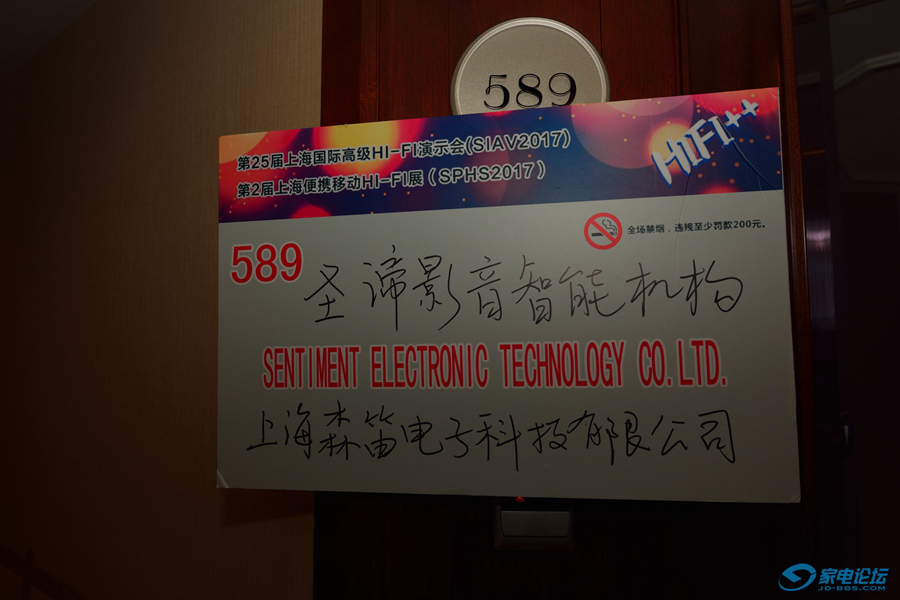 589
第25届上海国际高级HI-FI演示会(SIAV2017)
第2届上海便携移动HI-FI展（SPHS2017）
HIFI++
全场禁烟，违规至少罚款200元。
589
圣谛影音智能机构
SENTIMENT ELECTRONIC TECHNOLOGY CO.LTD.
上海森笛电子科技有限公司
家电论坛
JD-BBS.COM